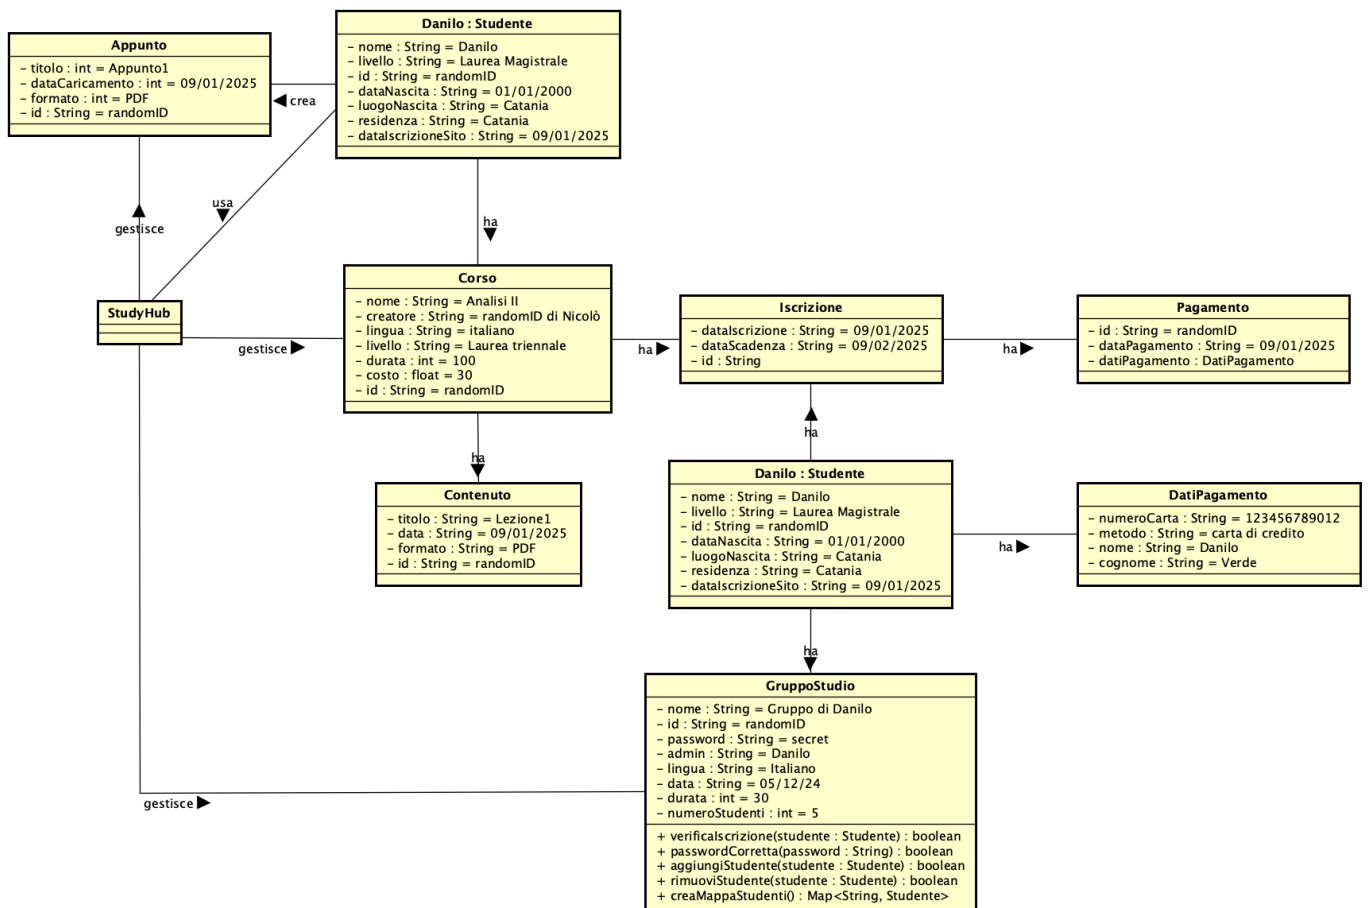 Appunto
- titolo : int = Appunto1
- dataCaricamento : int = 09/01/2025
- formato : int = PDF
- id : String = randomID
Danilo : Studente
- nome : String = Danilo
- livello : String = Laurea Magistrale
- id : String = randomID
- dataNascita : String = 01/01/2000
- luogoNascita : String = Catania
- residenza : String = Catania
- dataIscrizioneSito : String = 09/01/2025
crea
usa
gestisce
ha
StudyHub
gestisce
Corso
- nome : String = Analisi II
- creatore : String = randomID di Nicolò
- lingua : String = italiano
- livello : String = Laurea triennale
- durata : int = 100
- costo : float = 30
- id : String = randomID
ha
Iscrizione
- dataIscrizione : String = 09/01/2025
- dataScadenza : String = 09/02/2025
- id : String
ha
Pagamento
- id : String = randomID
- dataPagamento : String = 09/01/2025
- datiPagamento : DatiPagamento
ha
ha
Contenuto
- titolo : String = Lezione1
- data : String = 09/01/2025
- formato : String = PDF
- id : String = randomID
Danilo : Studente
- nome : String = Danilo
- livello : String = Laurea Magistrale
- id : String = randomID
- dataNascita : String = 01/01/2000
- luogoNascita : String = Catania
- residenza : String = Catania
- dataIscrizioneSito : String = 09/01/2025
ha
DatiPagamento
- numeroCarta : String = 123456789012
- metodo : String = carta di credito
- nome : String = Danilo
- cognome : String = Verde
ha
gestisce
GruppoStudio
- nome : String = Gruppo di Danilo
- id : String = randomID
- password : String = secret
- admin : String = Danilo
- lingua : String = Italiano
- data : String = 05/12/24
- durata : int = 30
- numeroStudenti : int = 5
+ verificaIscrizione(studente : Studente) : boolean
+ passwordCorretta(password : String) : boolean
+ aggiungiStudente(studente : Studente) : boolean
+ rimuoviStudente(studente : Studente) : boolean
+ creaMappaStudenti() : Map<String, Studente>